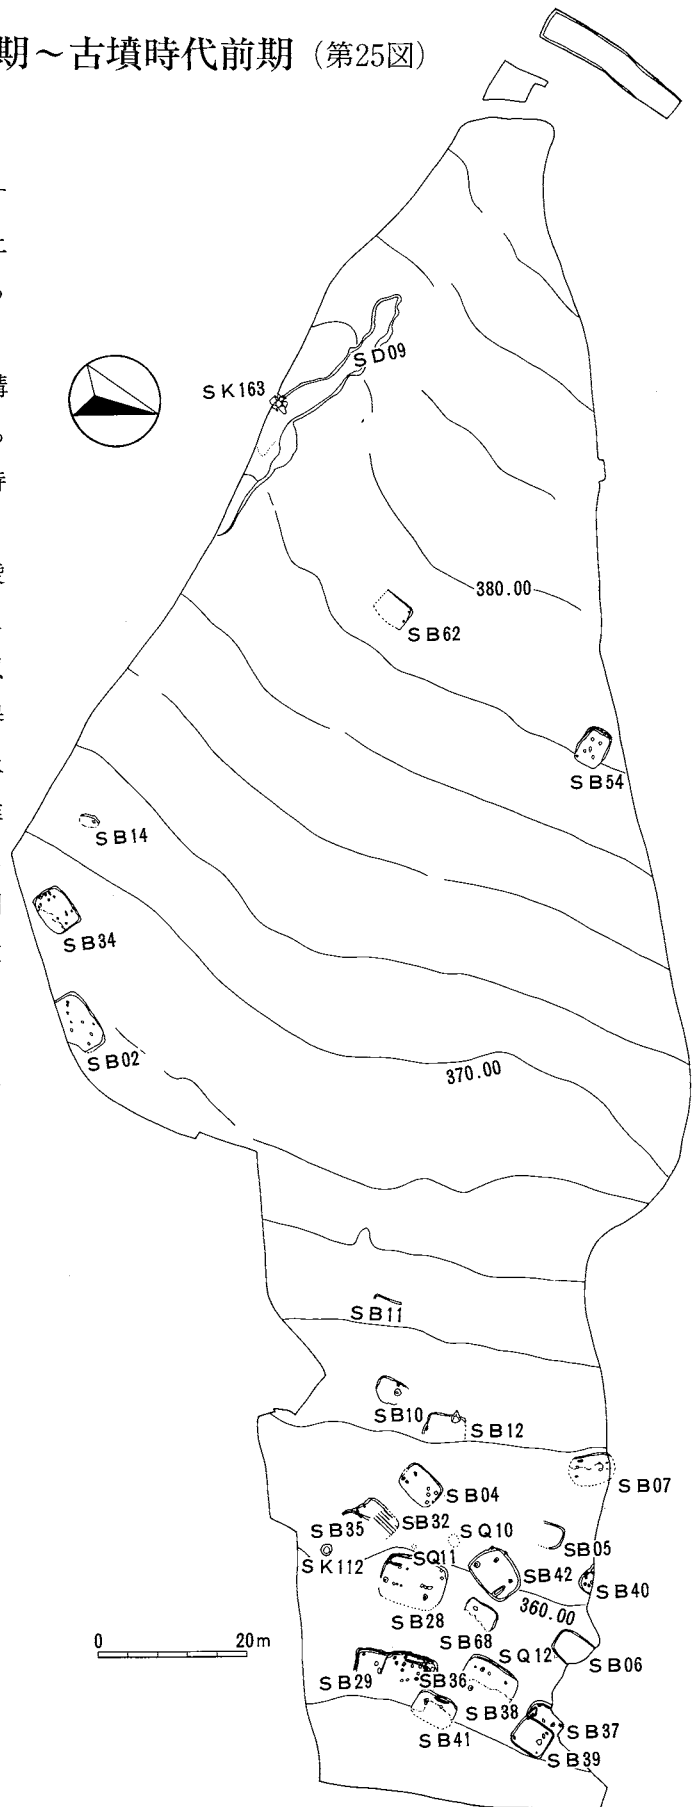 期～古墳時代前期（第25図）
SD09
SK163
380.00
SB62
SB54
SB14
SB34
SB02
370.00
SB11
SB10
SB12
SB07
SB04
SB32
SQ10
SB35
SB05
SK112
SQ11
SB42
SB40
SB28
360.00
SB68
SQ12
SB06
0 20m
SB29
SB36
SB38
SB37
SB41
SB39